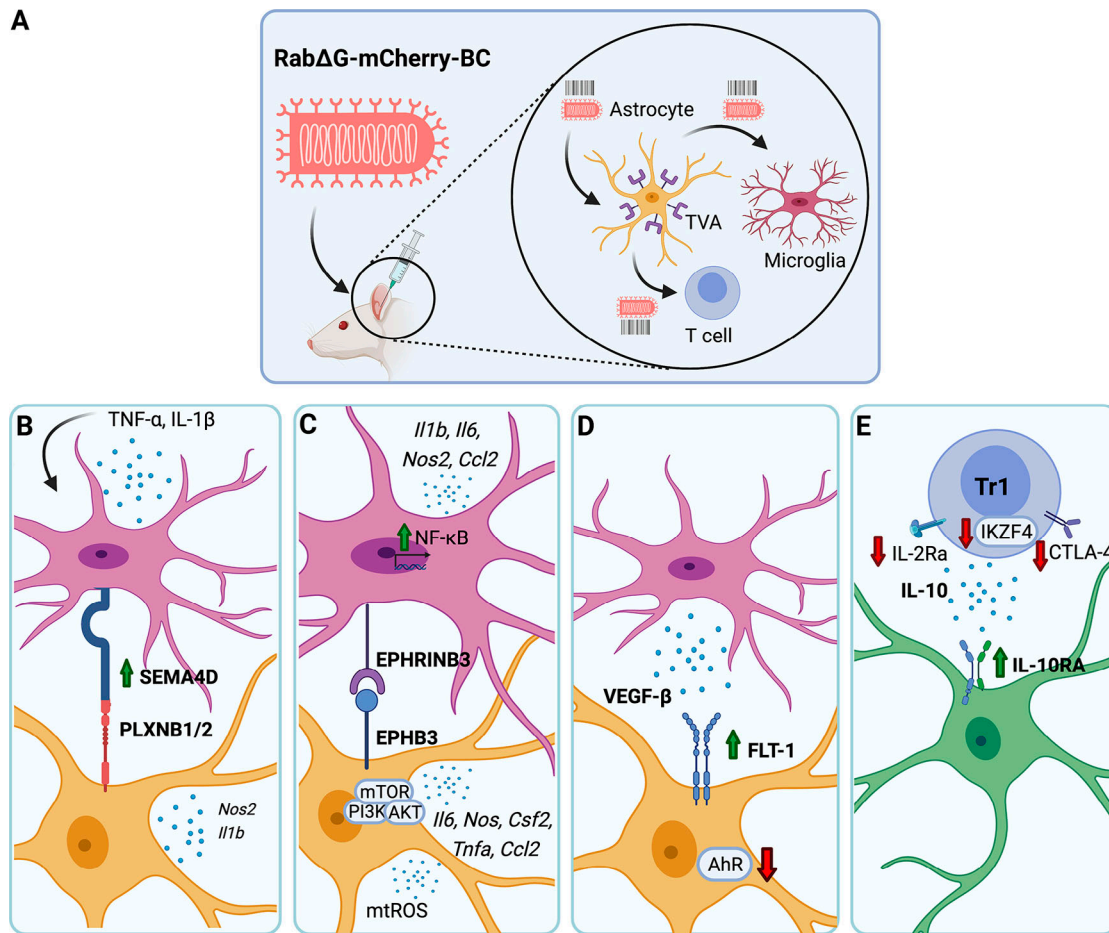 A
RabΔG-mCherry-BC
Astrocyte
TVA
Microglia
T cell
B
TNF-α, IL-1β
SEMA4D
PLXNB1/2
Nos2
Il1b
C
Il1b, Il6,
Nos2, Ccl2
NF-κB
EPHRINB3
EPHB3
mTOR
PI3K AKT
Il6, Nos, Csf2,
Tnfa, Ccl2
mtROS
D
VEGF-β
FLT-1
AhR
E
Tr1
IKZF4
IL-2Ra
CTLA-4
IL-10
IL-10RA